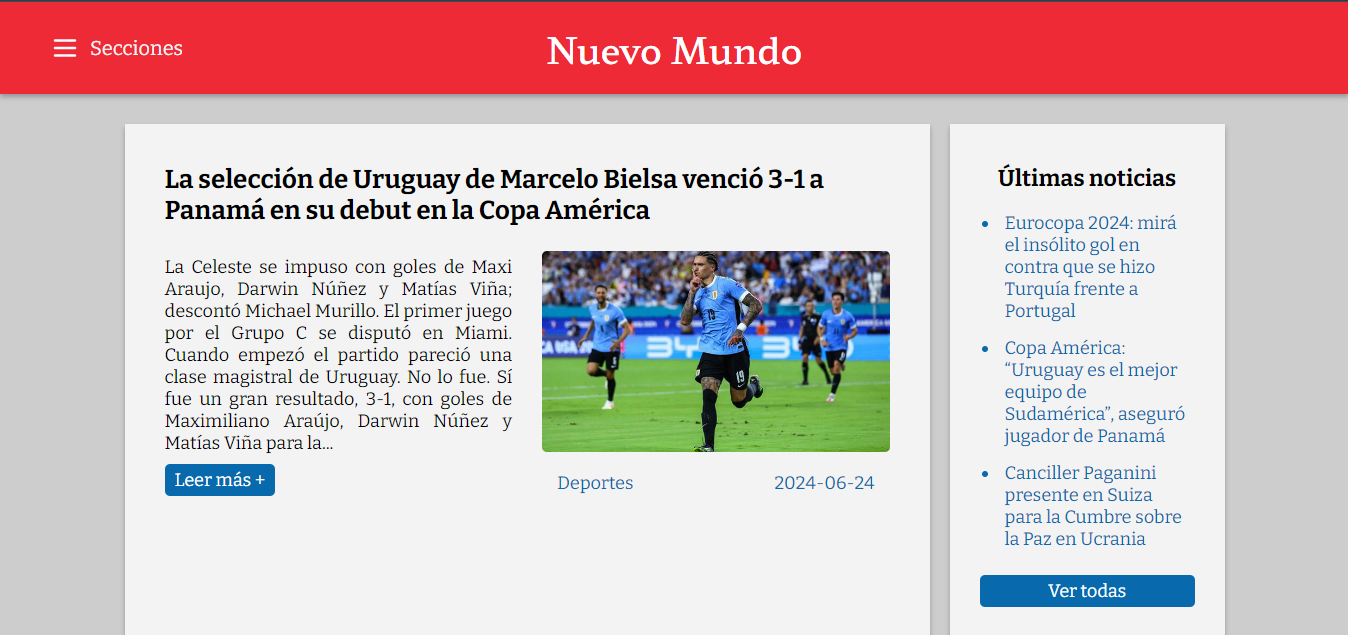 Secciones
Nuevo Mundo
La selección de Uruguay de Marcelo Bielsa venció 3-1 a
Panamá en su debut en la Copa América
La Celeste se impuso con goles de Maxi
Araujo, Darwin Núñez y Matías Viña;
descontó Michael Murillo. El primer juego
por el Grupo C se disputó en Miami.
Cuando empezó el partido pareció una
clase magistral de Uruguay. No lo fue. Sí
fue un gran resultado, 3-1, con goles de
Maximiliano Araújo, Darwin Núñez y
Matías Viña para la...
Leer más +
19
19
Deportes
2024-06-24
Últimas noticias
Eurocopa 2024: mirá
el insólito gol en
contra que se hizo
Turquía frente a
Portugal
Copa América:
“Uruguay es el mejor
equipo de
Sudamérica”, aseguró
jugador de Panamá
Canciller Paganini
presente en Suiza
para la Cumbre sobre
la Paz en Ucrania
Ver todas